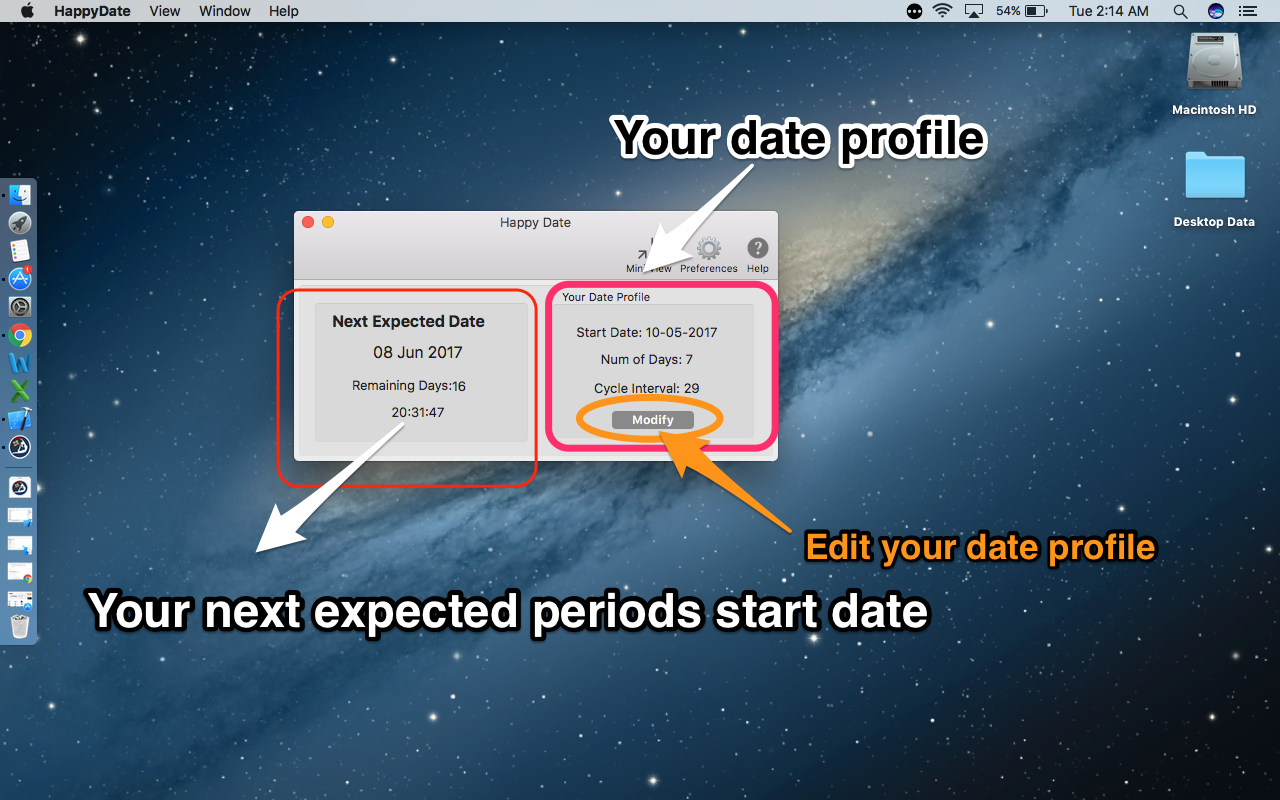 HappyDate View Window Help 54% Tue 2:14 AM
Macintosh HD
Your date profile
Desktop Data
Happy Date
Preferences Help
Your Date Profile
Next Expected Date
08 Jun 2017
Remaining Days:16
20:31:47
Start Date: 10-05-2017
Num of Days: 7
Cycle Interval: 29
Modify
Edit your date profile
Your next expected periods start date